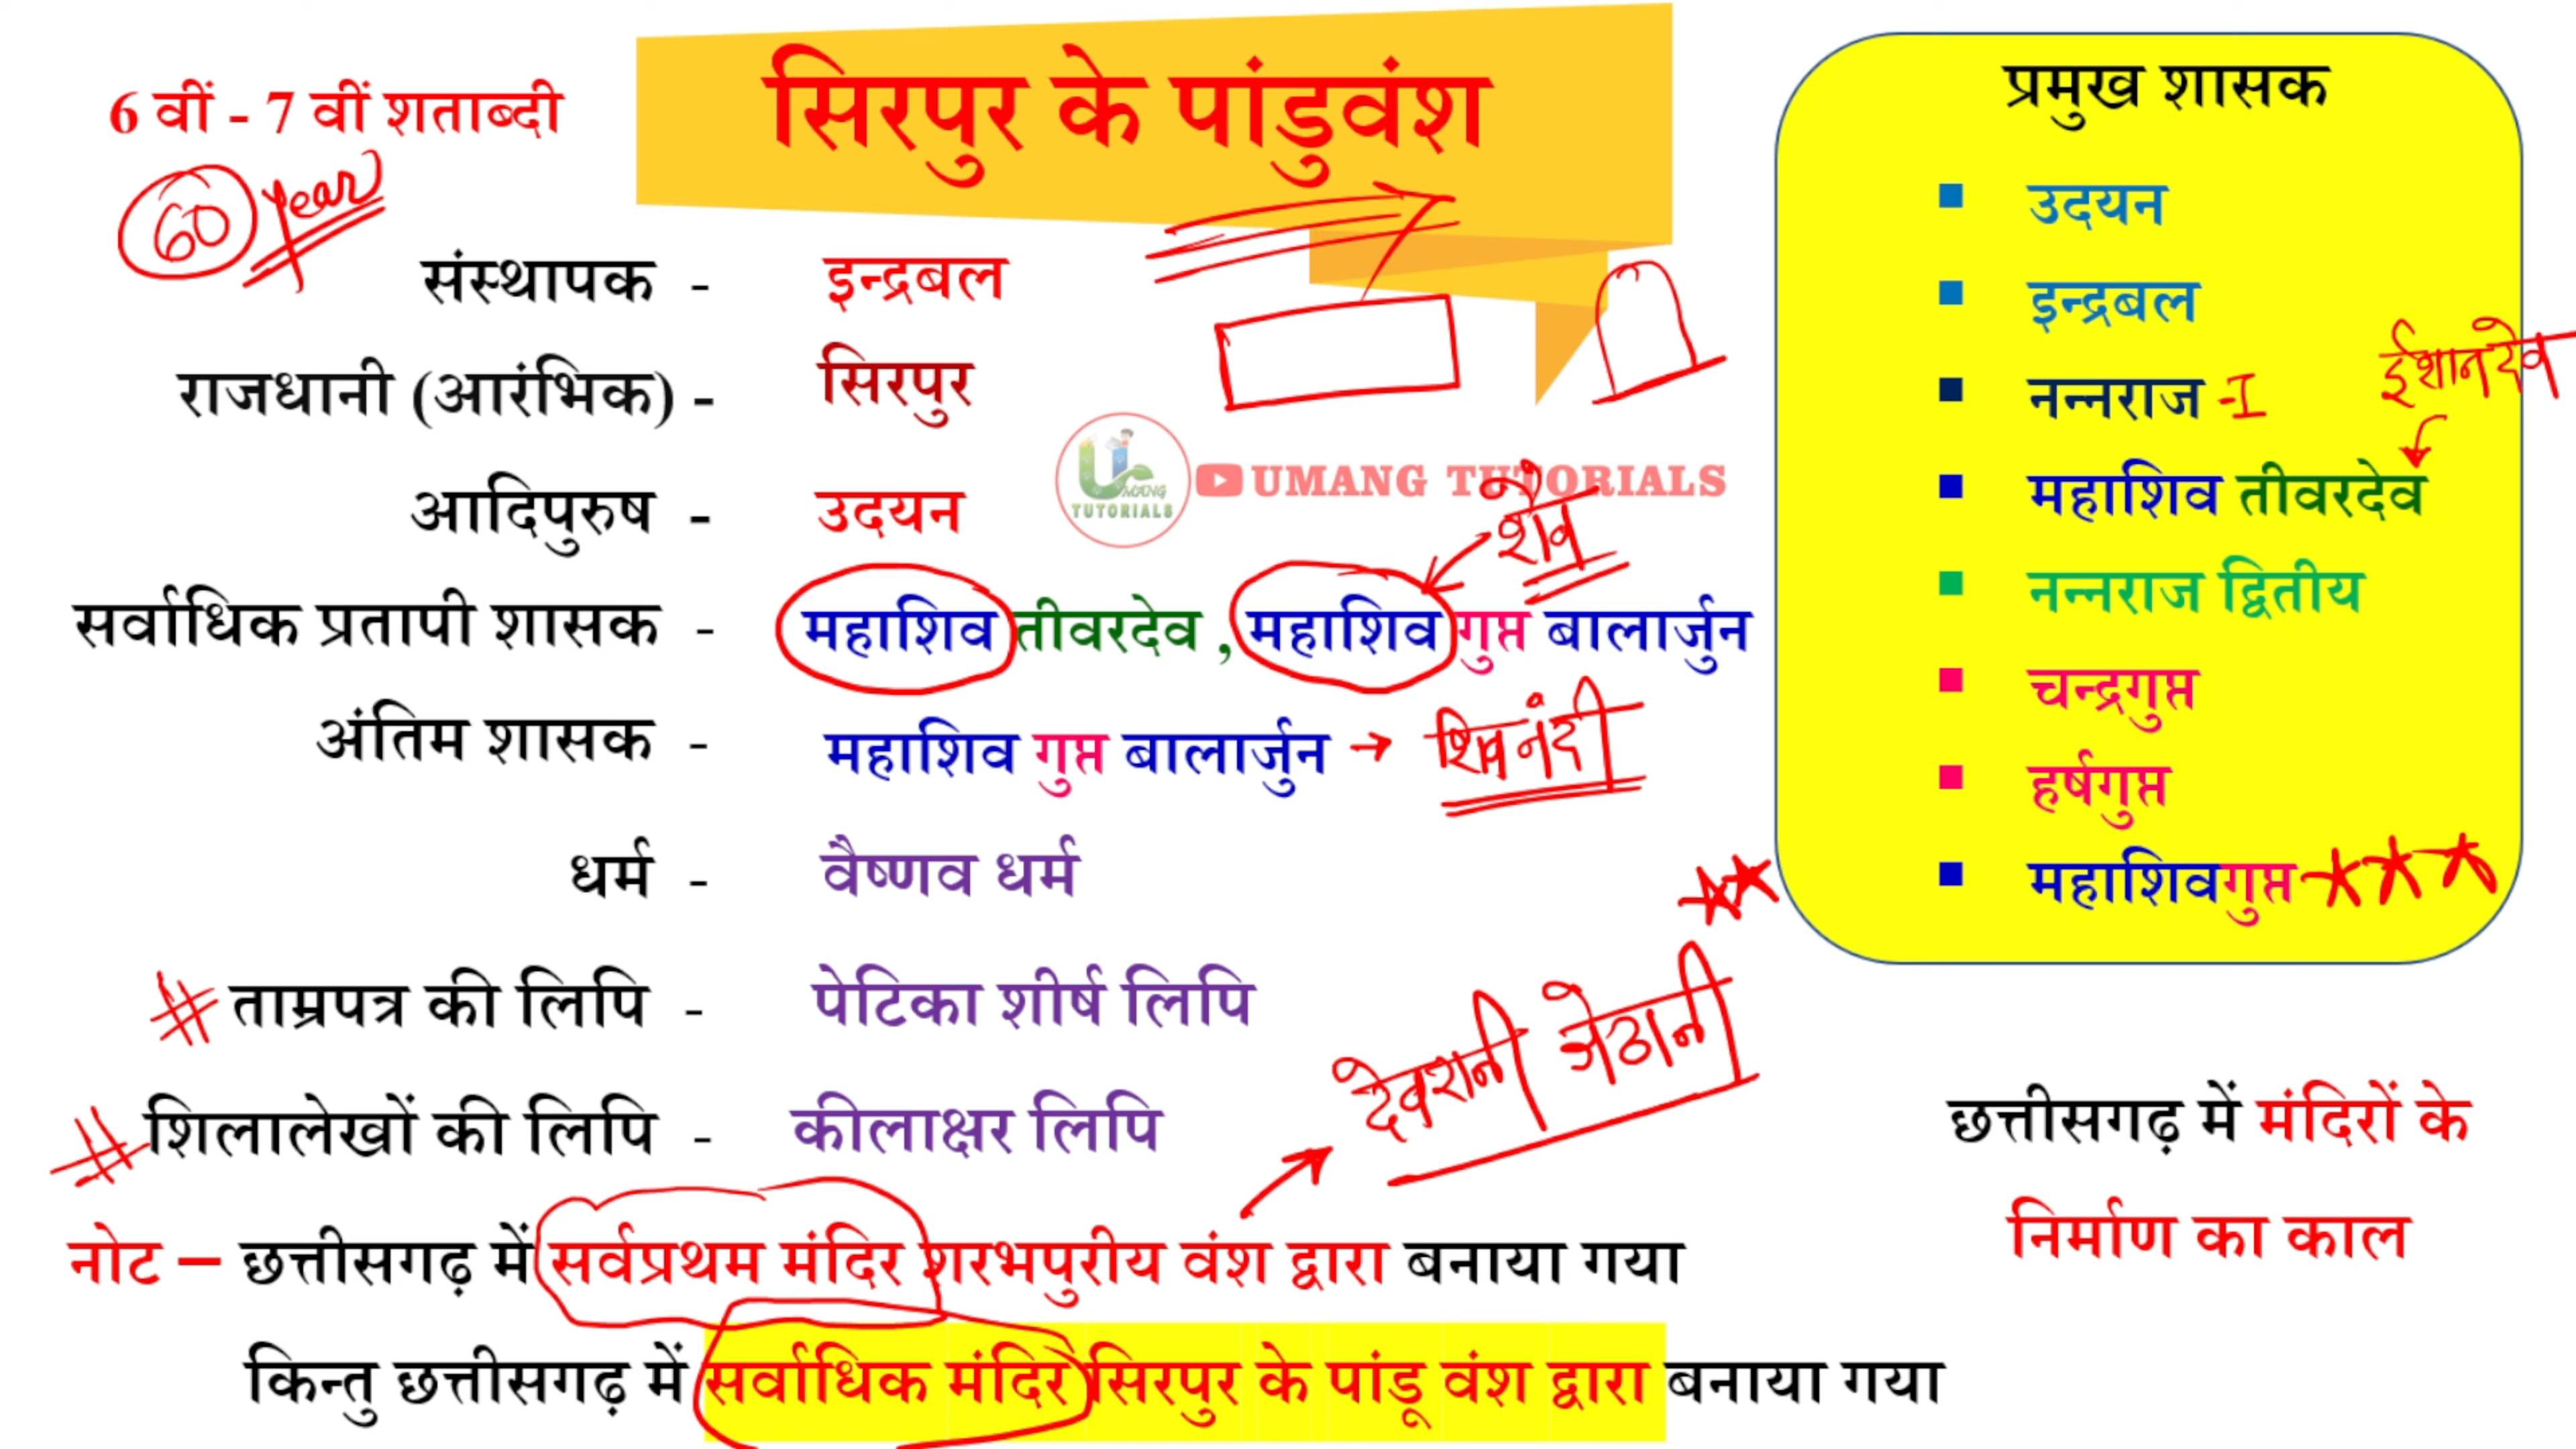 सिरपुर के पांडुवंश
6 वीं - 7 वीं शताब्दी
60 year
संस्थापक - इन्द्रबल
राजधानी (आरंभिक) - सिरपुर
आदिपुरुष - उदयन
UMANG TUTORIALS
UMANG TUTORIALS
शैव
सर्वाधिक प्रतापी शासक - महाशिव तीवरदेव , महाशिव गुप्त बालार्जुन
अंतिम शासक - महाशिव गुप्त बालार्जुन → शिवनंदी
धर्म - वैष्णव धर्म
# ताम्रपत्र की लिपि - पेटिका शीर्ष लिपि
# शिलालेखों की लिपि - कीलाक्षर लिपि
देवरानी जेठानी
नोट – छत्तीसगढ़ में सर्वप्रथम मंदिर शरभपुरीय वंश द्वारा बनाया गया
किन्तु छत्तीसगढ़ में सर्वाधिक मंदिर सिरपुर के पांडू वंश द्वारा बनाया गया
प्रमुख शासक
▪ उदयन
▪ इन्द्रबल
▪ नन्नराज -I
ईशानदेव
▪ महाशिव तीवरदेव
▪ नन्नराज द्वितीय
▪ चन्द्रगुप्त
▪ हर्षगुप्त
▪ महाशिवगुप्त
छत्तीसगढ़ में मंदिरों के
निर्माण का काल